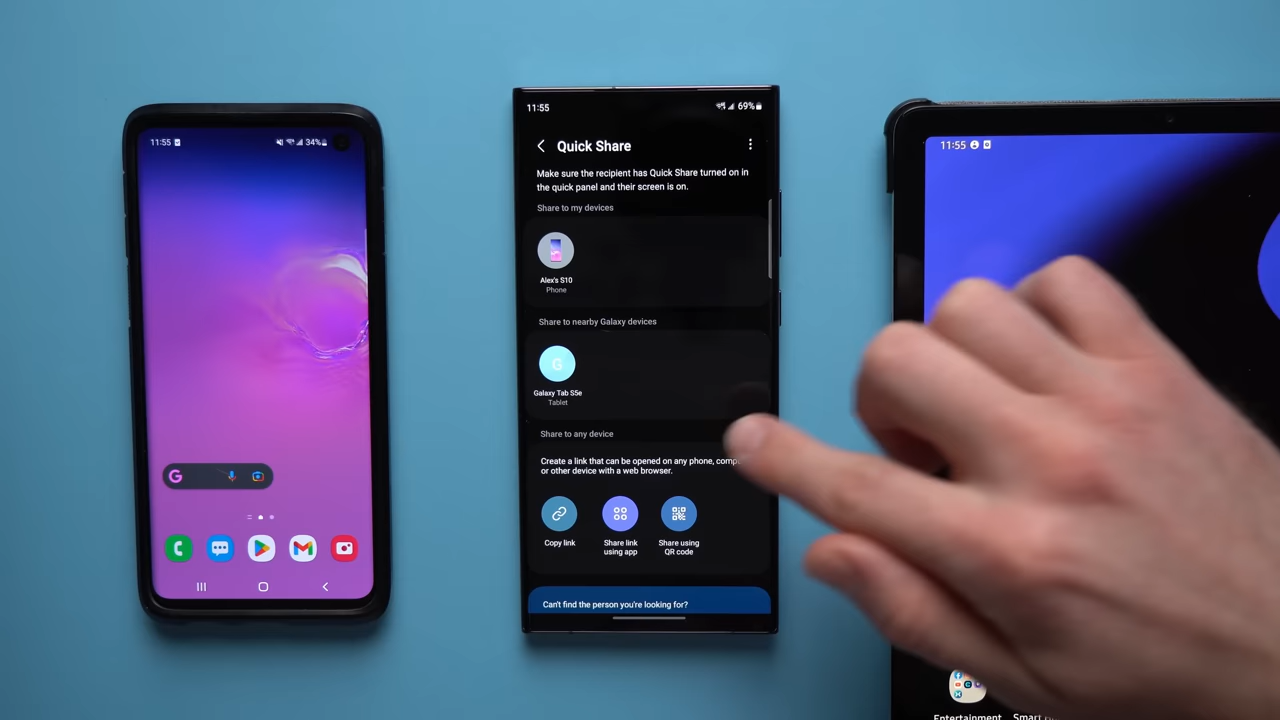 11:55
34%
11:55
69%
Quick Share
Make sure the recipient has Quick Share turned on in
the quick panel and their screen is on.
Share to my devices
Alex's S10
Phone
Share to nearby Galaxy devices
G
Galaxy Tab S5e
Tablet
Share to any device
Create a link that can be opened on any phone,
or other device with a web browser.
Copy link
Share link
using app
Share using
QR code
Can't find the person you're looking for?
11:55
Entertainment